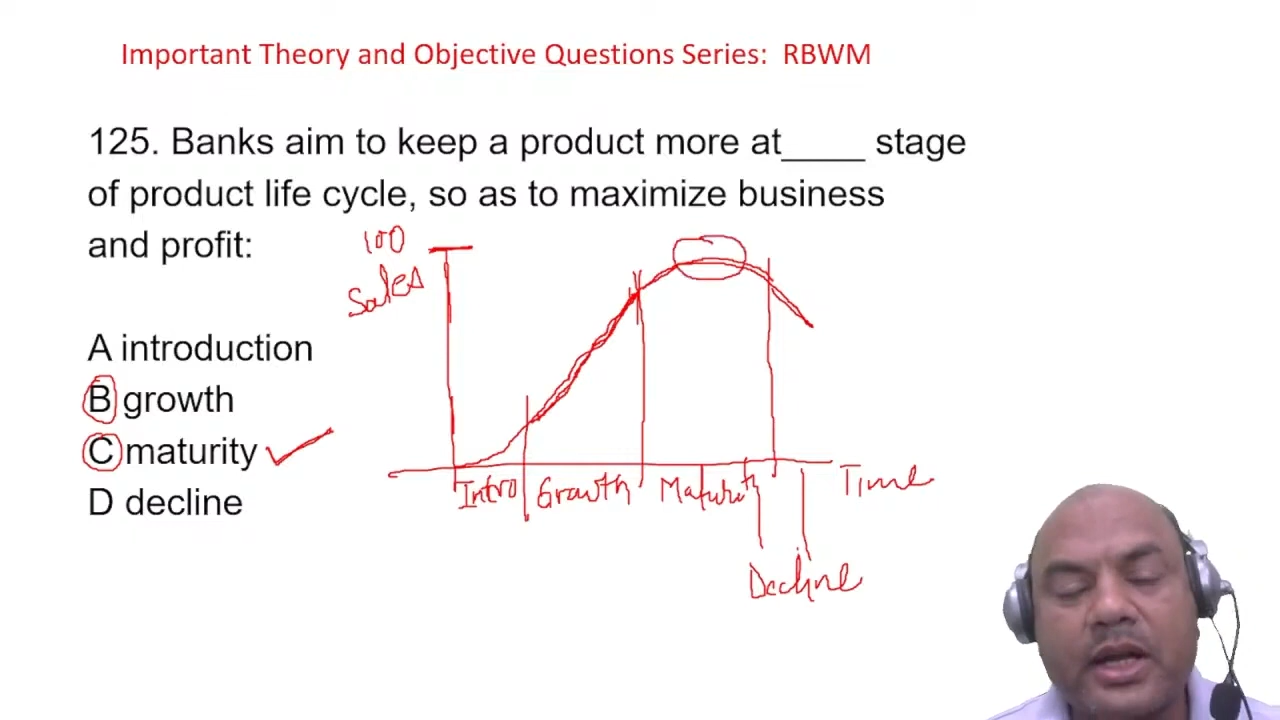 Important Theory and Objective Questions Series: RBWM
125. Banks aim to keep a product more at____ stage
of product life cycle, so as to maximize business
and profit:
100
Sales
A introduction
B growth
C maturity
D decline
Intro Growth Maturity Time
Decline